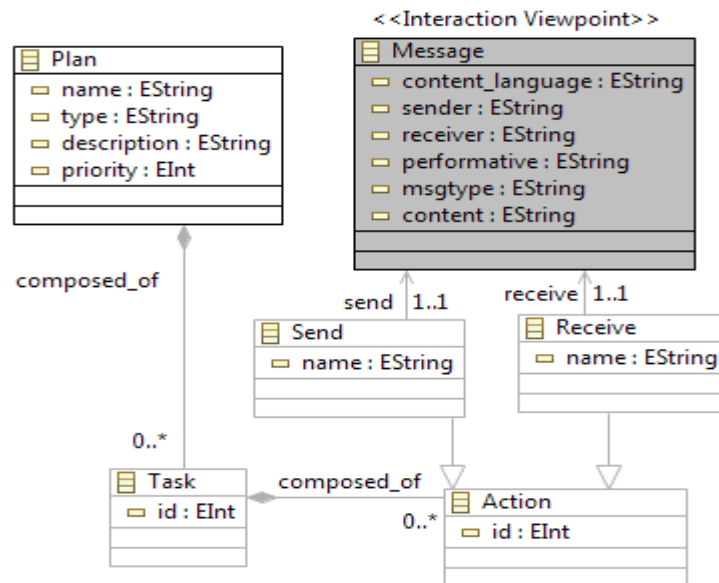 <<Interaction Viewpoint>>
Plan
name : EString
type : EString
description : EString
priority : EInt
Message
content_language : EString
sender : EString
receiver : EString
performative : EString
msgtype : EString
content : EString
composed_of
send 1..1
receive 1..1
Send
name : EString
Receive
name : EString
0..*
Task
id : EInt
composed_of
0..*
Action
id : EInt